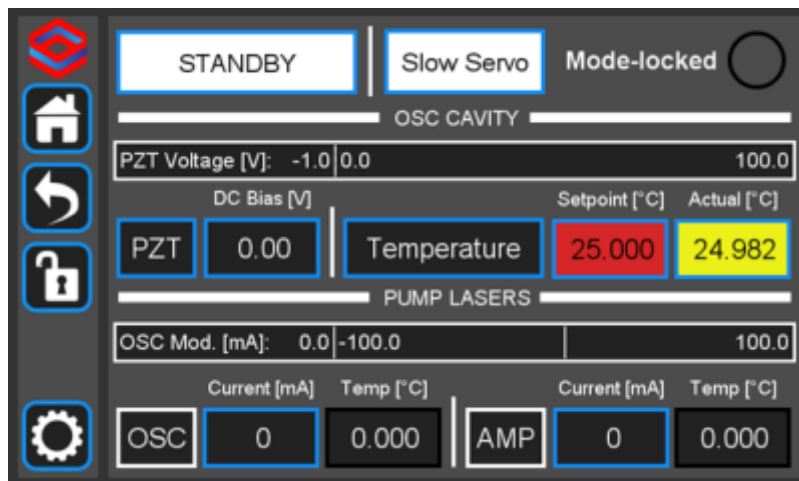 STANDBY Slow Servo Mode-locked
OSC CAVITY
PZT Voltage [V]: -1.0 0.0 100.0
DC Bias [V] Setpoint [°C] Actual [°C]
PZT 0.00 Temperature 25.000 24.982
PUMP LASERS
OSC Mod. [mA]: 0.0 -100.0 100.0
Current [mA] Temp [°C] Current [mA] Temp [°C]
OSC 0 0.000 AMP 0 0.000